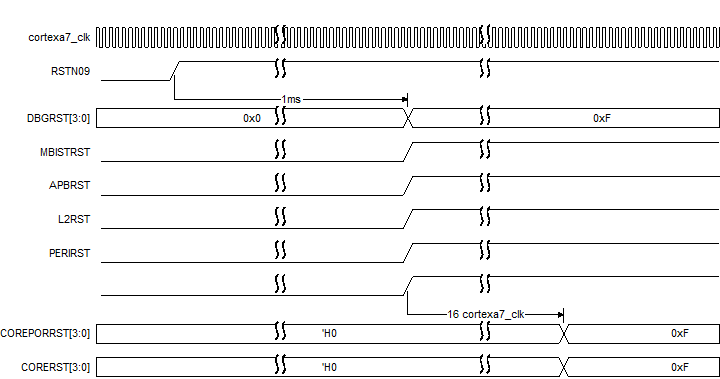 cortexa7_clk
RSTN09
1ms
DBGRST[3:0] 0x0 0xF
MBISTRST
APBRST
L2RST
PERIRST
16 cortexa7_clk
COREPORRST[3:0] 'H0 0xF
CORERST[3:0] 'H0 0xF